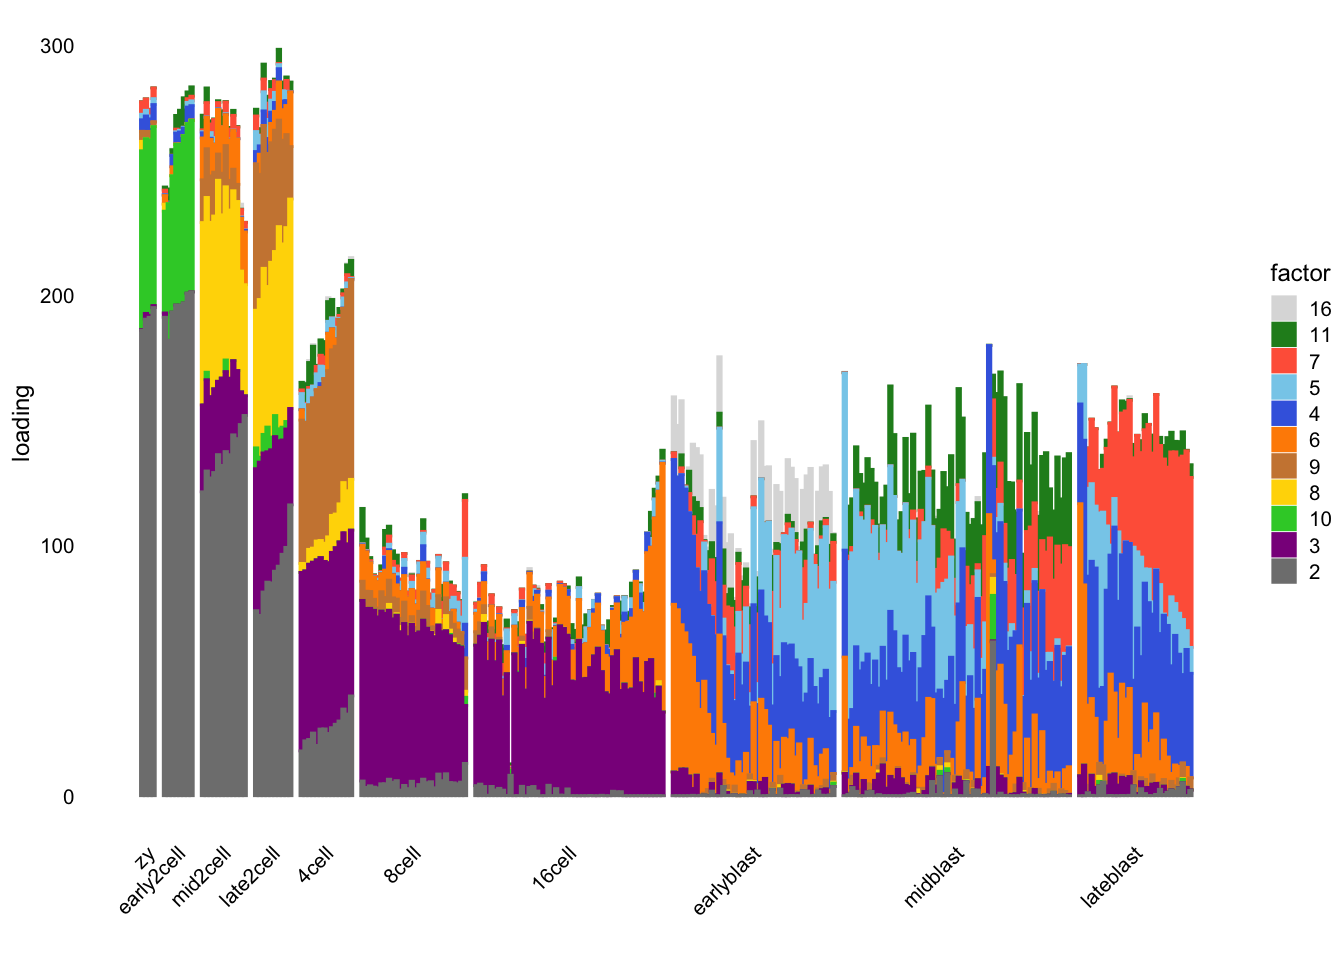 300
200
100
0
loading
zy
early2cell
mid2cell
late2cell
4cell
8cell
16cell
earlyblast
midblast
lateblast
factor
16
11
7
5
4
6
9
8
10
3
2